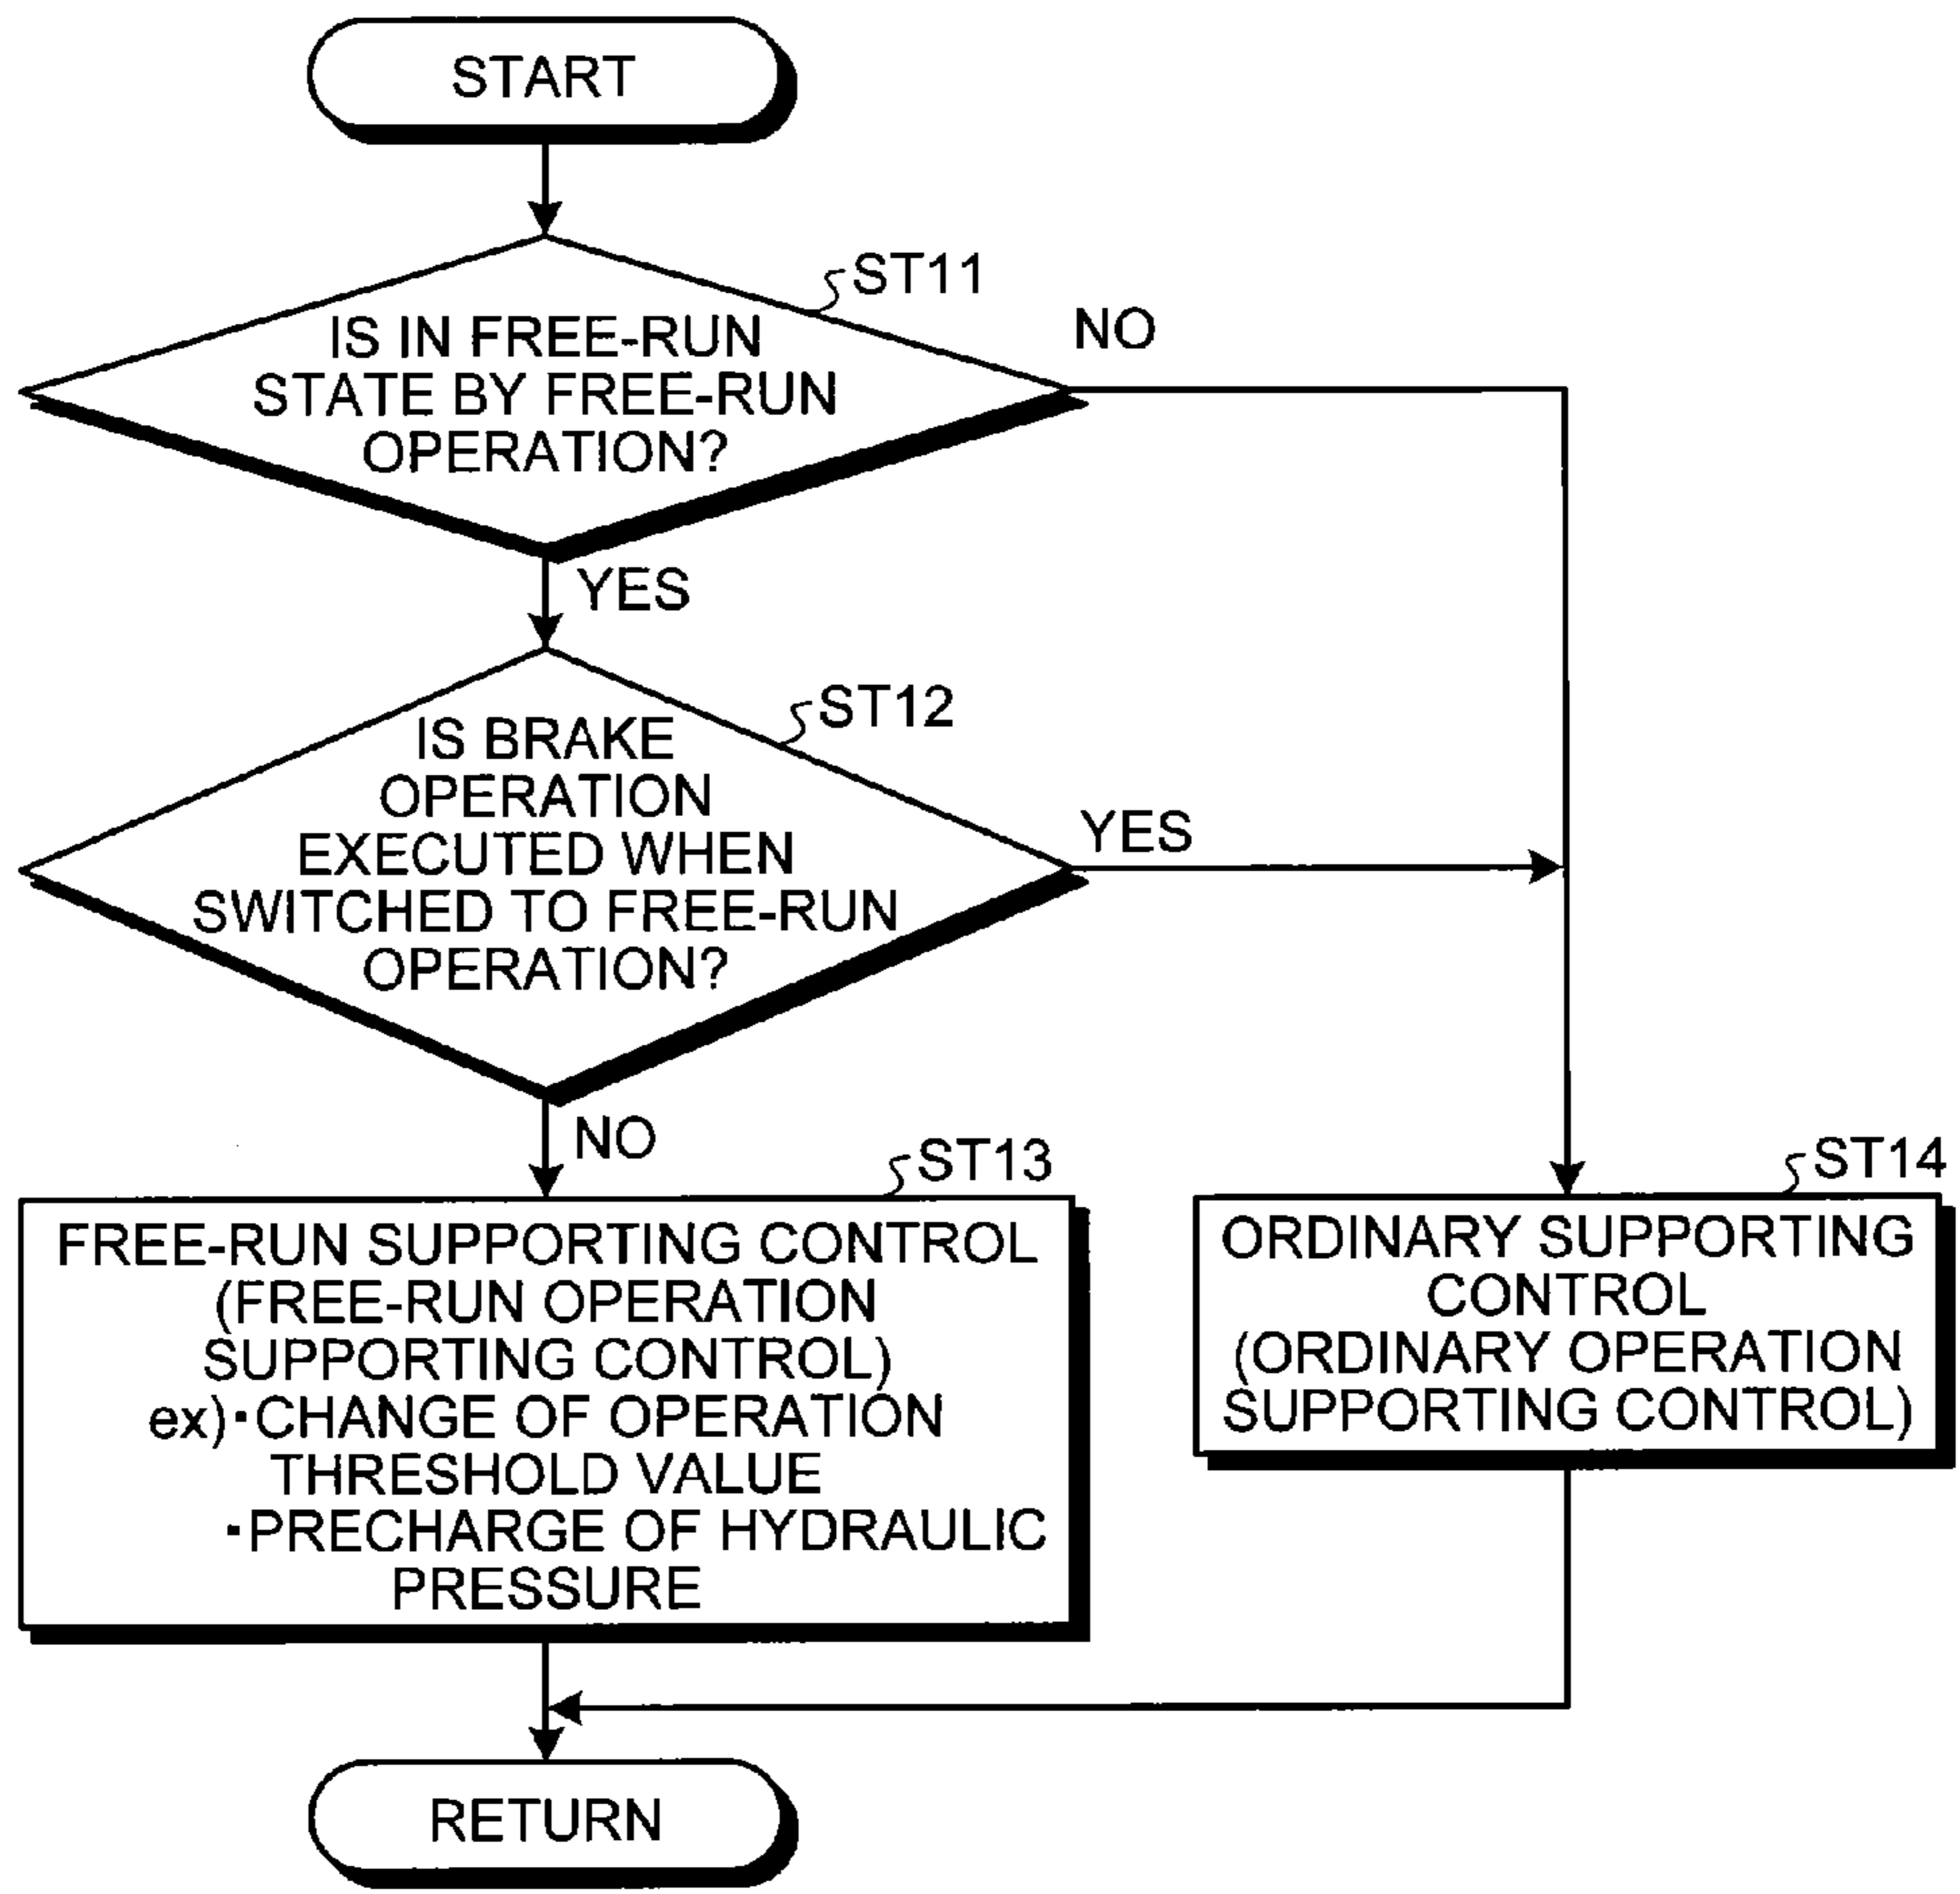 START
ST11
IS IN FREE-RUN
STATE BY FREE-RUN
OPERATION?
NO
YES
ST12
IS BRAKE
OPERATION
EXECUTED WHEN
SWITCHED TO FREE-RUN
OPERATION?
YES
NO
ST13
FREE-RUN SUPPORTING CONTROL
(FREE-RUN OPERATION
SUPPORTING CONTROL)
ex)・CHANGE OF OPERATION
THRESHOLD VALUE
・PRECHARGE OF HYDRAULIC
PRESSURE
ST14
ORDINARY SUPPORTING
CONTROL
(ORDINARY OPERATION
SUPPORTING CONTROL)
RETURN